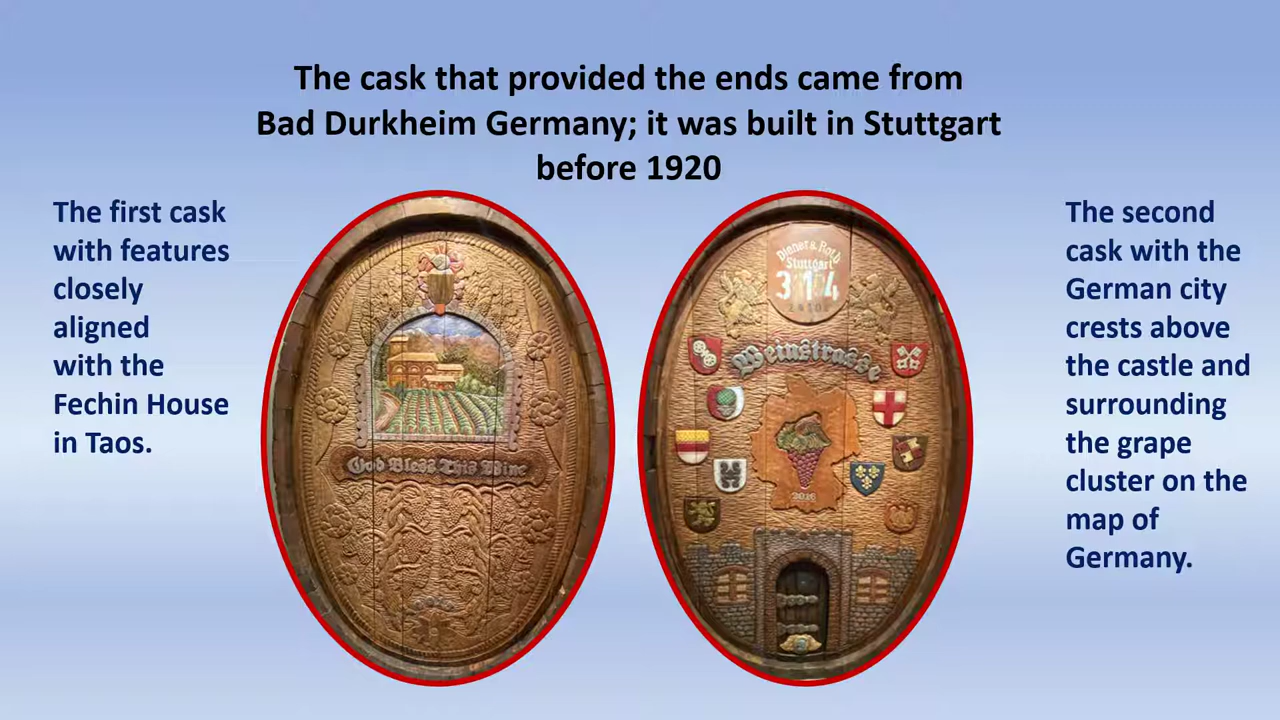 The cask that provided the ends came from
Bad Durkheim Germany; it was built in Stuttgart
before 1920
The first cask
with features
closely
aligned
with the
Fechin House
in Taos.
God Bless This Wine
Stuttgart
Weinstrasse
2016
The second
cask with the
German city
crests above
the castle and
surrounding
the grape
cluster on the
map of
Germany.